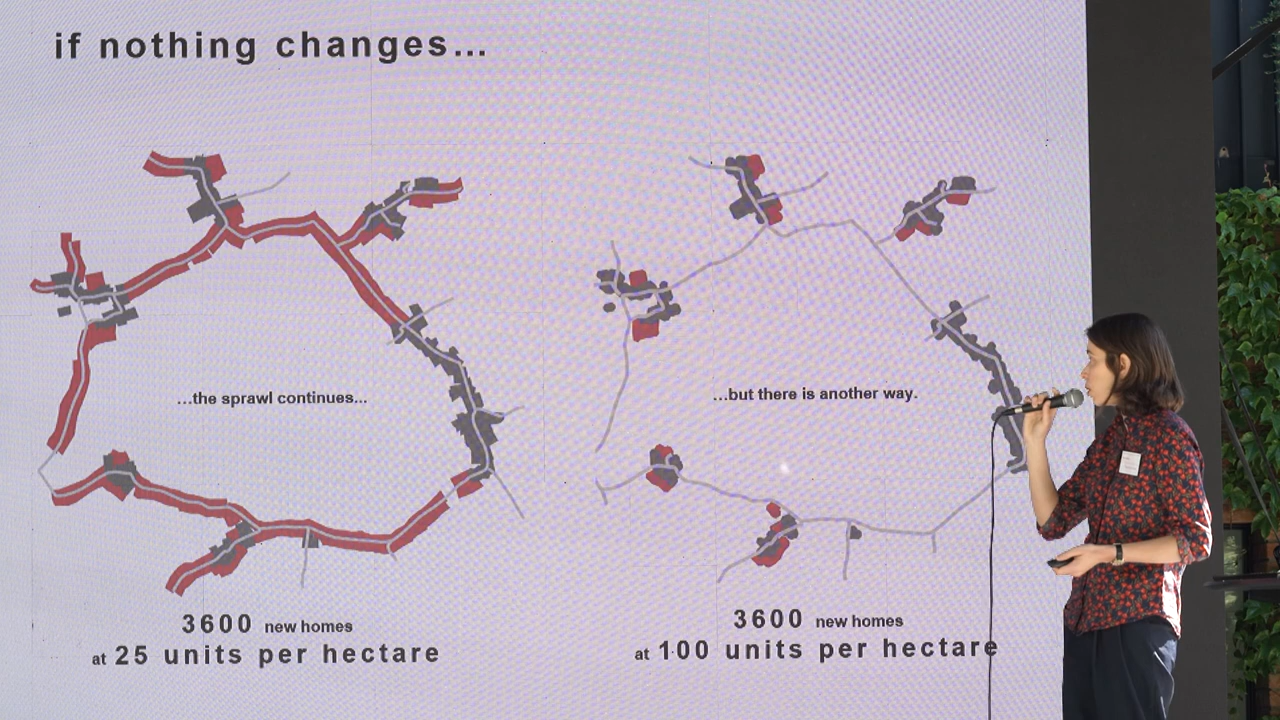 if nothing changes...
...the sprawl continues...
...but there is another way.
3600 new homes
at 25 units per hectare
3600 new homes
at 100 units per hectare